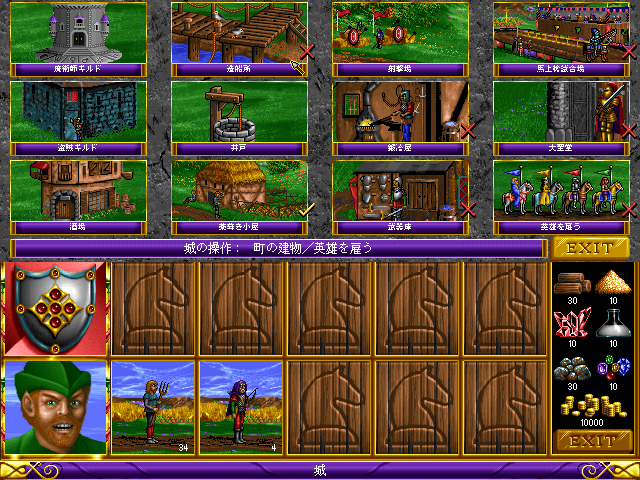 魔術師ギルド
造船所
射撃場
馬上槍試合場
盗賊ギルド
井戸
鍛冶屋
大聖堂
酒場
藁葺き小屋
武器庫
英雄を雇う
城の操作： 町の建物／英雄を雇う
EXIT
30
10
10
10
30
10
34
4
10000
EXIT
城